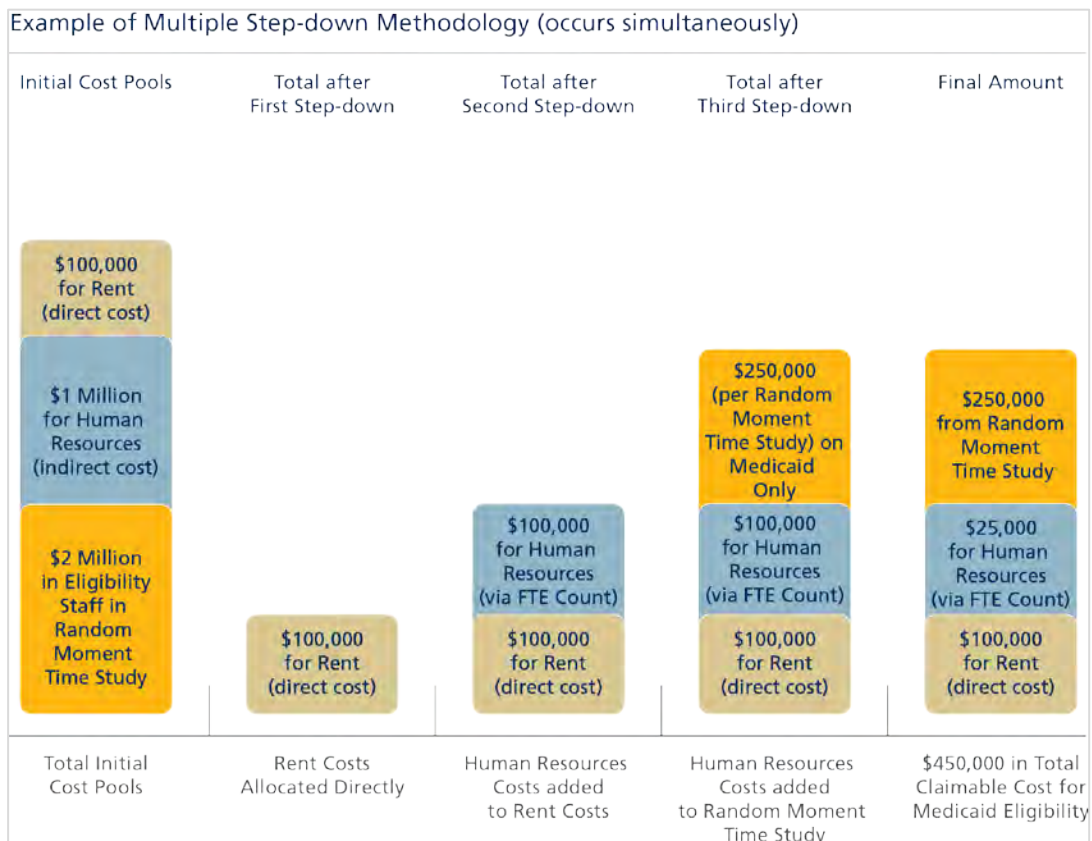 Example of Multiple Step-down Methodology (occurs simultaneously)
Initial Cost Pools
Total after
First Step-down
Total after
Second Step-down
Total after
Third Step-down
Final Amount
$100,000
for Rent
(direct cost)
$1 Million
for Human
Resources
(indirect cost)
$2 Million
in Eligibility
Staff in
Random
Moment
Time Study
$100,000
for Rent
(direct cost)
$100,000
for Human
Resources
(via FTE Count)
$100,000
for Rent
(direct cost)
$250,000
(per Random
Moment
Time Study) on
Medicaid
Only
$100,000
for Human
Resources
(via FTE Count)
$100,000
for Rent
(direct cost)
$250,000
from Random
Moment
Time Study
$25,000
for Human
Resources
(via FTE Count)
$100,000
for Rent
(direct cost)
Total Initial
Cost Pools
Rent Costs
Allocated Directly
Human Resources
Costs added
to Rent Costs
Human Resources
Costs added
to Random Moment
Time Study
$450,000 in Total
Claimable Cost for
Medicaid Eligibility